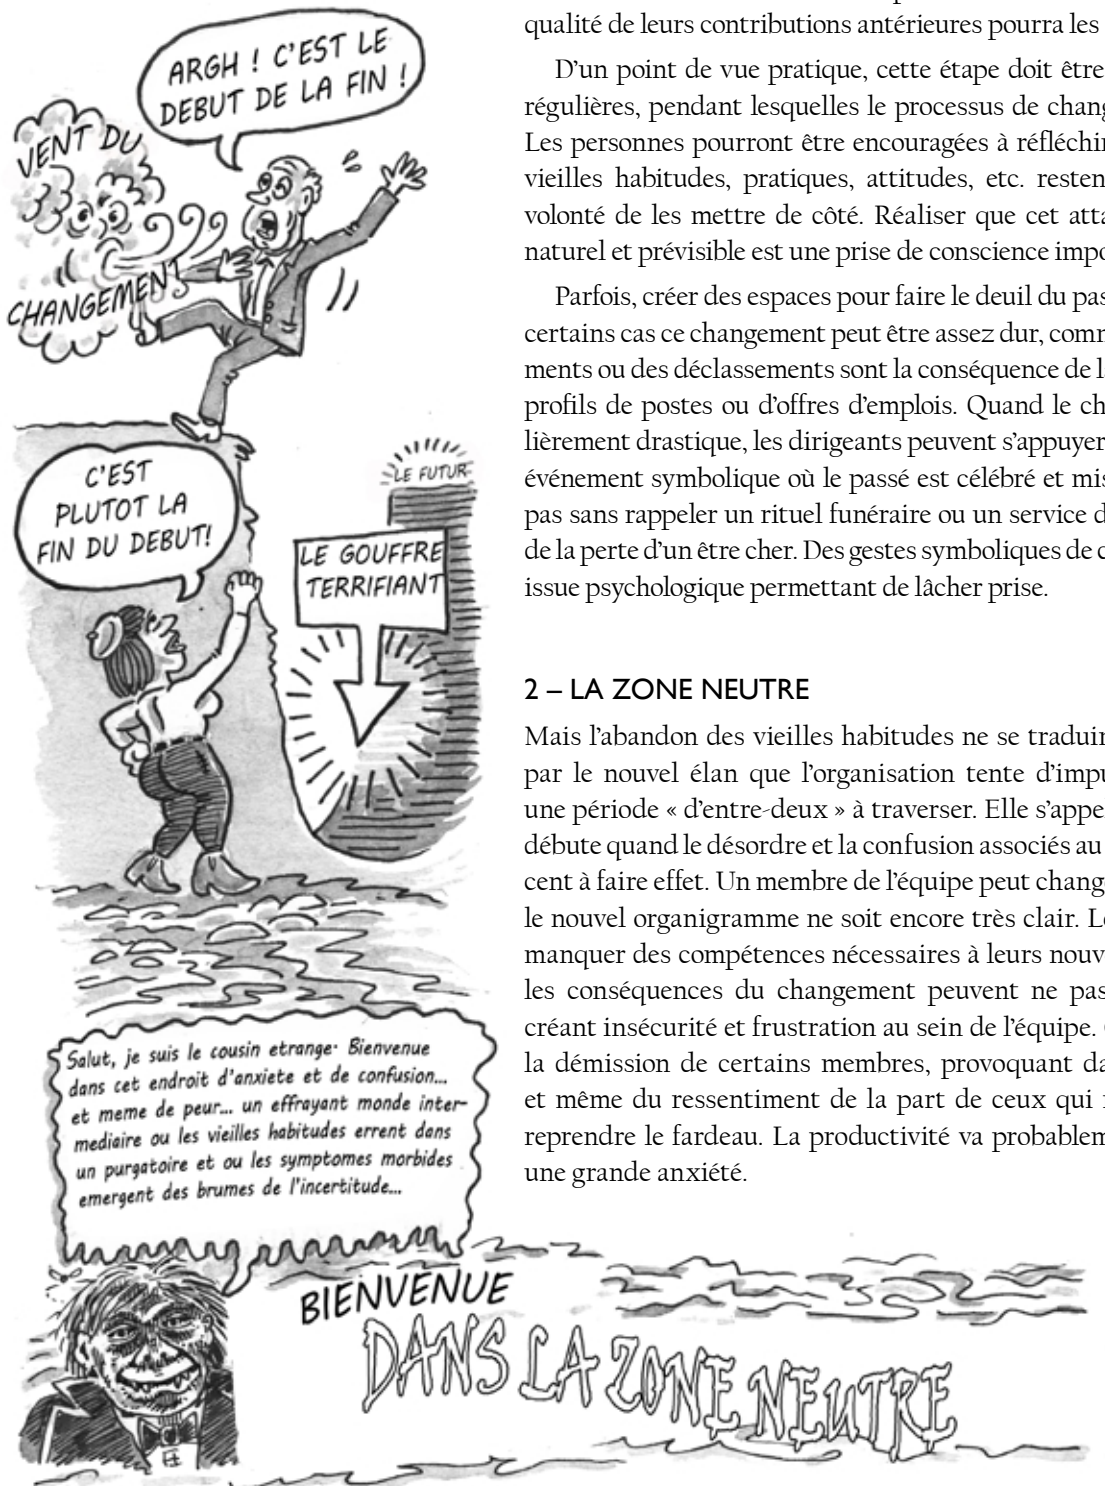 ARGH ! C'EST LE
DEBUT DE LA FIN !
VENT DU
CHANGEMENT
C'EST
PLUTOT LA
FIN DU DEBUT!
LE FUTUR
LE GOUFFRE
TERRIFIANT
Salut, je suis le cousin etrange. Bienvenue
dans cet endroit d'anxiete et de confusion...
et meme de peur... un effrayant monde inter-
mediaire ou les vieilles habitudes errent dans
un purgatoire et ou les symptomes morbides
emergent des brumes de l'incertitude...
BIENVENUE
DANS LA ZONE NEUTRE
qualité de leurs contributions antérieures pourra les
D'un point de vue pratique, cette étape doit être
régulières, pendant lesquelles le processus de chang
Les personnes pourront être encouragées à réfléchir
vieilles habitudes, pratiques, attitudes, etc. resten
volonté de les mettre de côté. Réaliser que cet atta
naturel et prévisible est une prise de conscience impo
Parfois, créer des espaces pour faire le deuil du pas
certains cas ce changement peut être assez dur, comm
ments ou des déclassements sont la conséquence de l
profils de postes ou d'offres d'emplois. Quand le ch
lièrement drastique, les dirigeants peuvent s'appuyer
événement symbolique où le passé est célébré et mis
pas sans rappeler un rituel funéraire ou un service d
de la perte d'un être cher. Des gestes symboliques de c
issue psychologique permettant de lâcher prise.
2 – LA ZONE NEUTRE
Mais l'abandon des vieilles habitudes ne se traduir
par le nouvel élan que l'organisation tente d'impu
une période « d'entre-deux » à traverser. Elle s'appe
débute quand le désordre et la confusion associés au
cent à faire effet. Un membre de l'équipe peut chang
le nouvel organigramme ne soit encore très clair. Le
manquer des compétences nécessaires à leurs nouv
les conséquences du changement peuvent ne pas
créant insécurité et frustration au sein de l'équipe.
la démission de certains membres, provoquant da
et même du ressentiment de la part de ceux qui
reprendre le fardeau. La productivité va probablem
une grande anxiété.